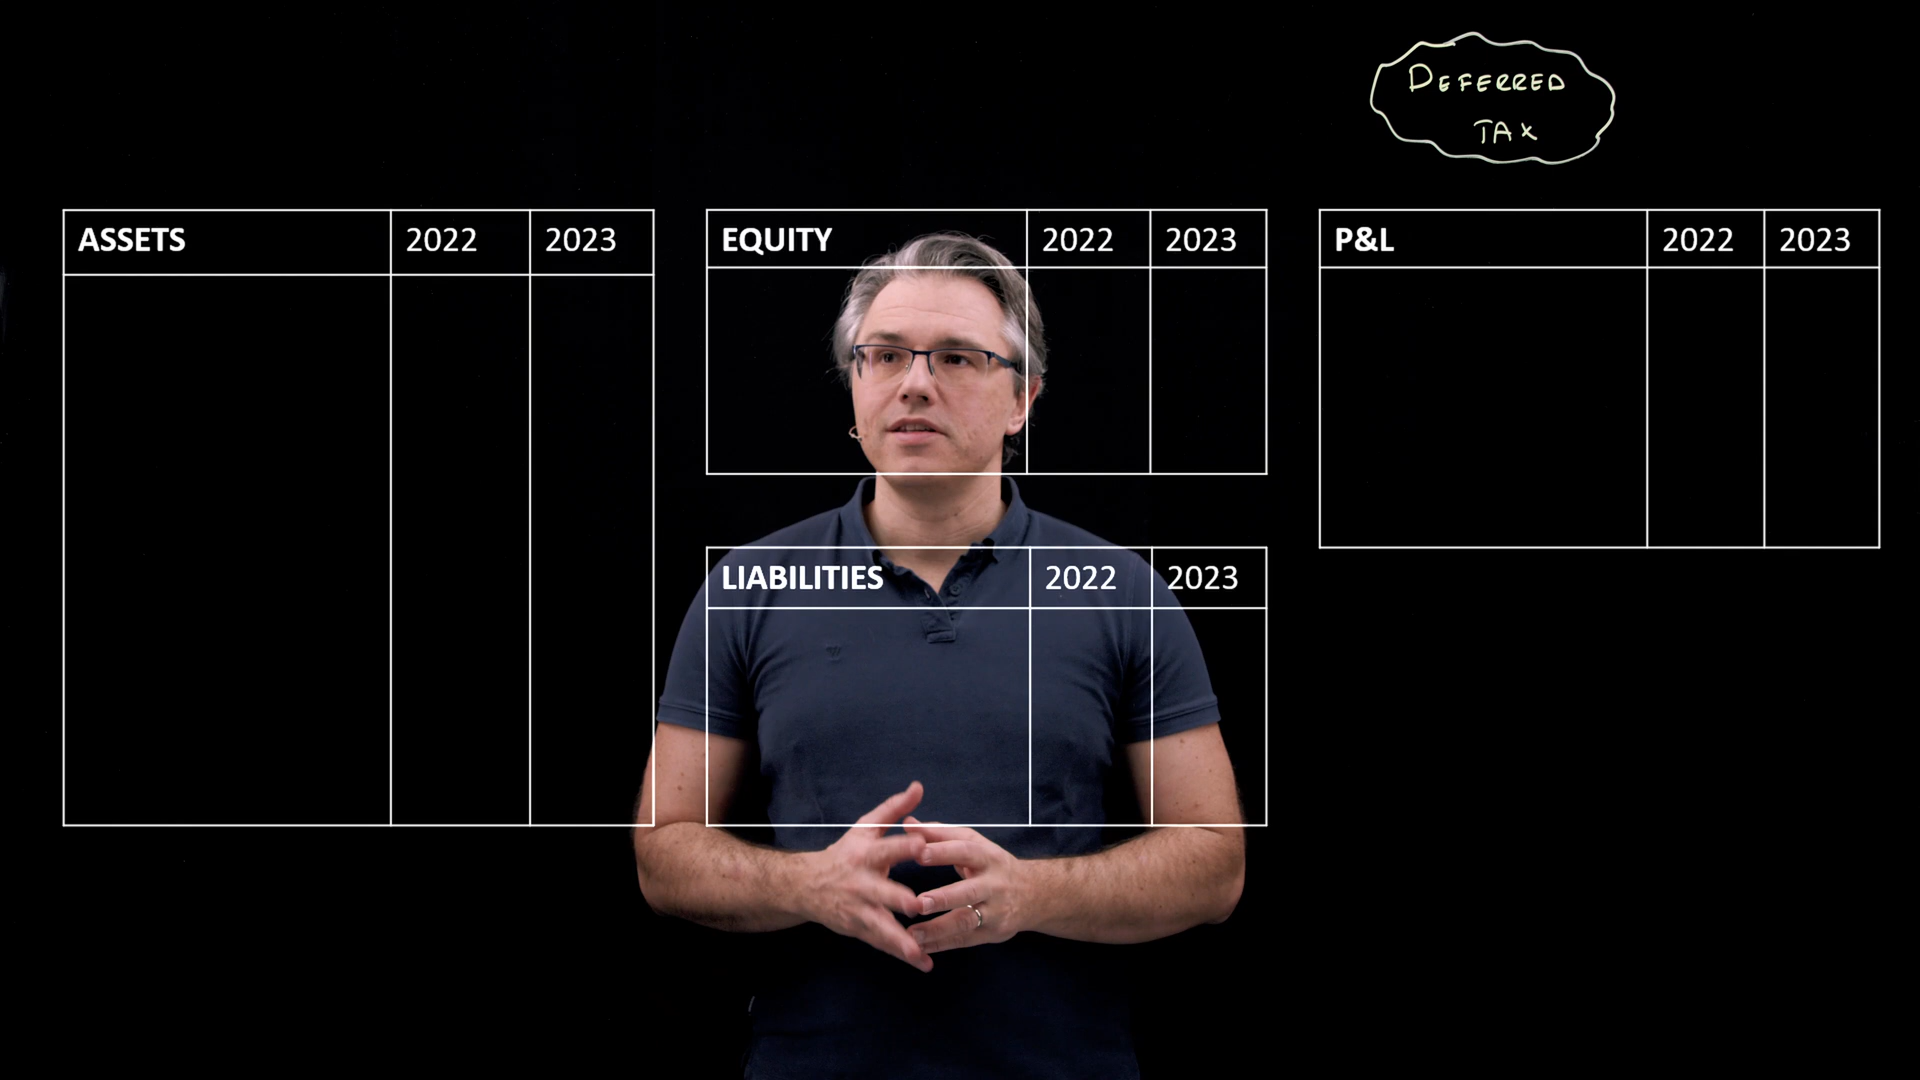 DEFERRED
TAX
ASSETS 2022 2023
EQUITY 2022 2023
P&L 2022 2023
LIABILITIES 2022 2023